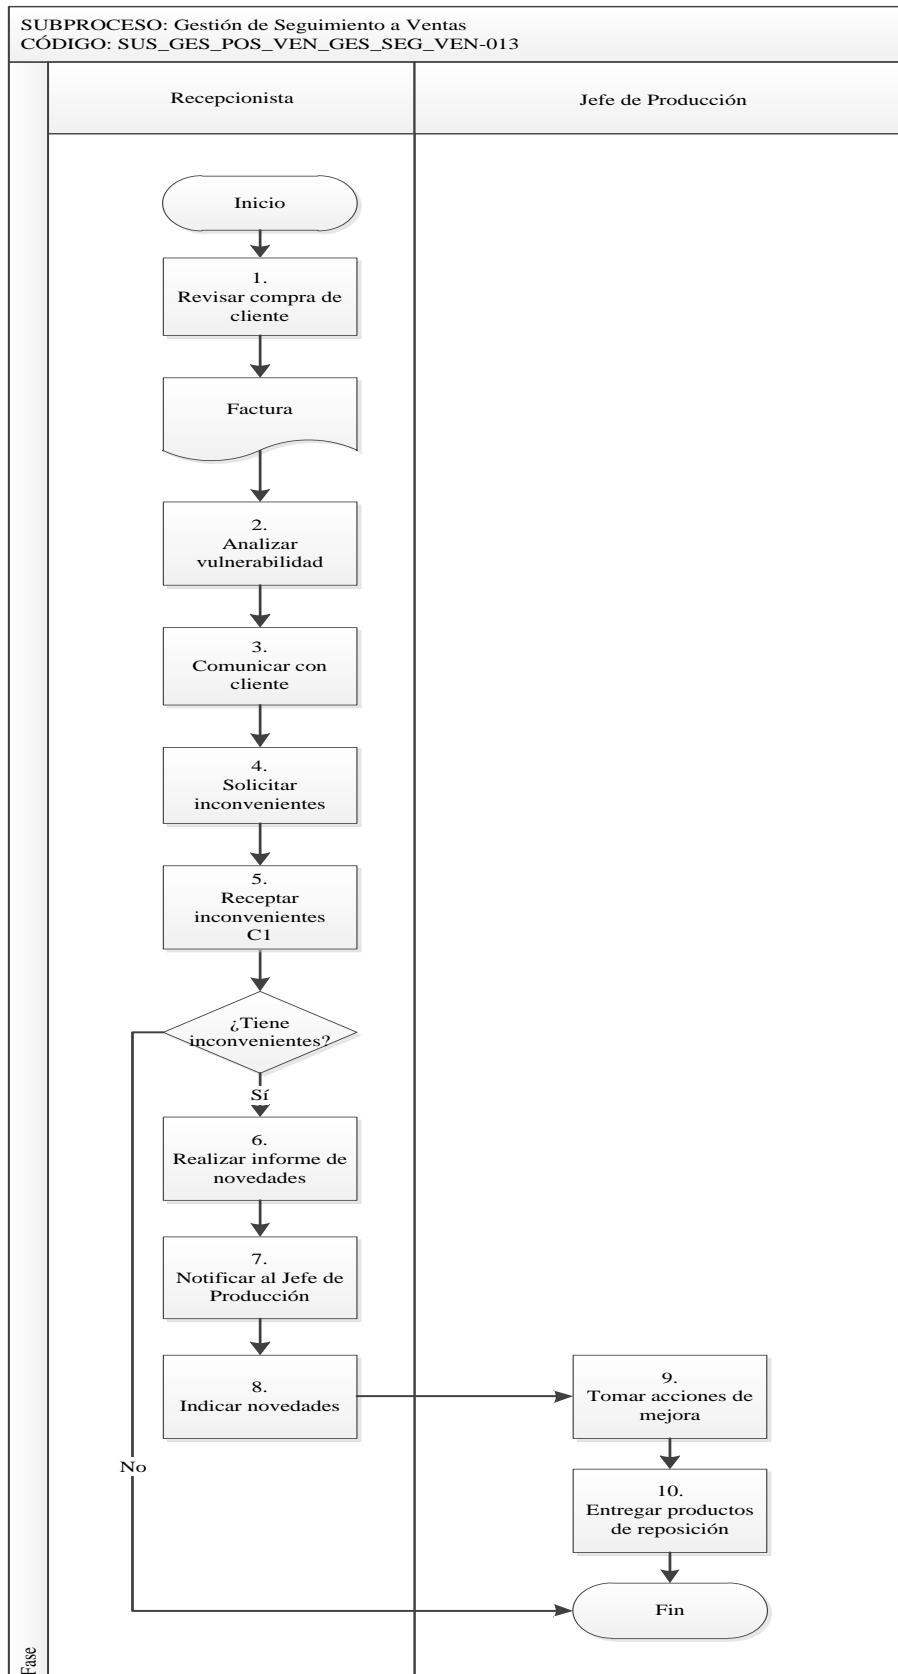 SUBPROCESO: Gestión de Seguimiento a Ventas
CÓDIGO: SUS_GES_POS_VEN_GES_SEG_VEN-013
Recepcionista
Jefe de Producción
Inicio
1.
Revisar compra de
cliente
Factura
2.
Analizar
vulnerabilidad
3.
Comunicar con
cliente
4.
Solicitar
inconvenientes
5.
Receptar
inconvenientes
C1
¿Tiene
inconvenientes?
Sí
6.
Realizar informe de
novedades
7.
Notificar al Jefe de
Producción
8.
Indicar novedades
9.
Tomar acciones de
mejora
No
10.
Entregar productos
de reposición
Fin
Fase